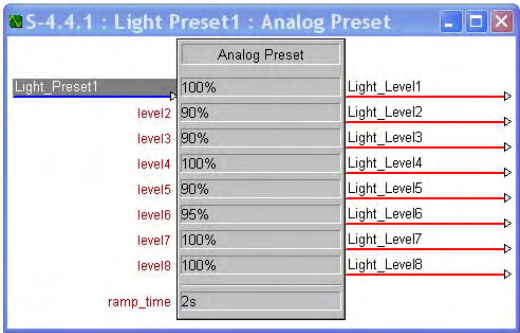 S-4.4.1 : Light Preset1 : Analog Preset
Analog Preset
Light_Preset1 100% Light_Level1
level2 90% Light_Level2
level3 90% Light_Level3
level4 100% Light_Level4
level5 90% Light_Level5
level6 95% Light_Level6
level7 100% Light_Level7
level8 100% Light_Level8
ramp_time 2s